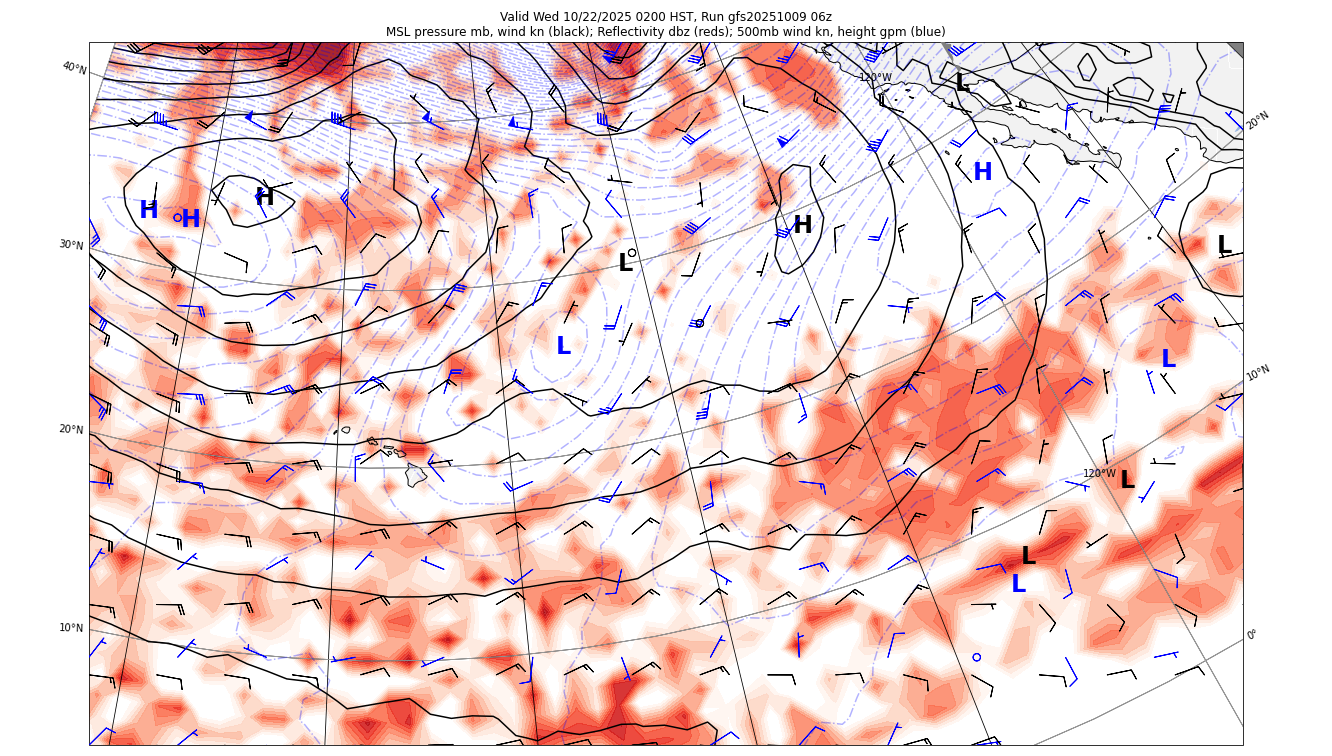 Valid Wed 10/22/2025 0200 HST, Run gfs20251009 06z
MSL pressure mb, wind kn (black); Reflectivity dbz (reds); 500mb wind kn, height gpm (blue)
40°N
120°W
L
20°N
H
H
H
H
H
L
L
30°N
L
L
10°N
20°N
120°W
L
L
L
10°N
0°